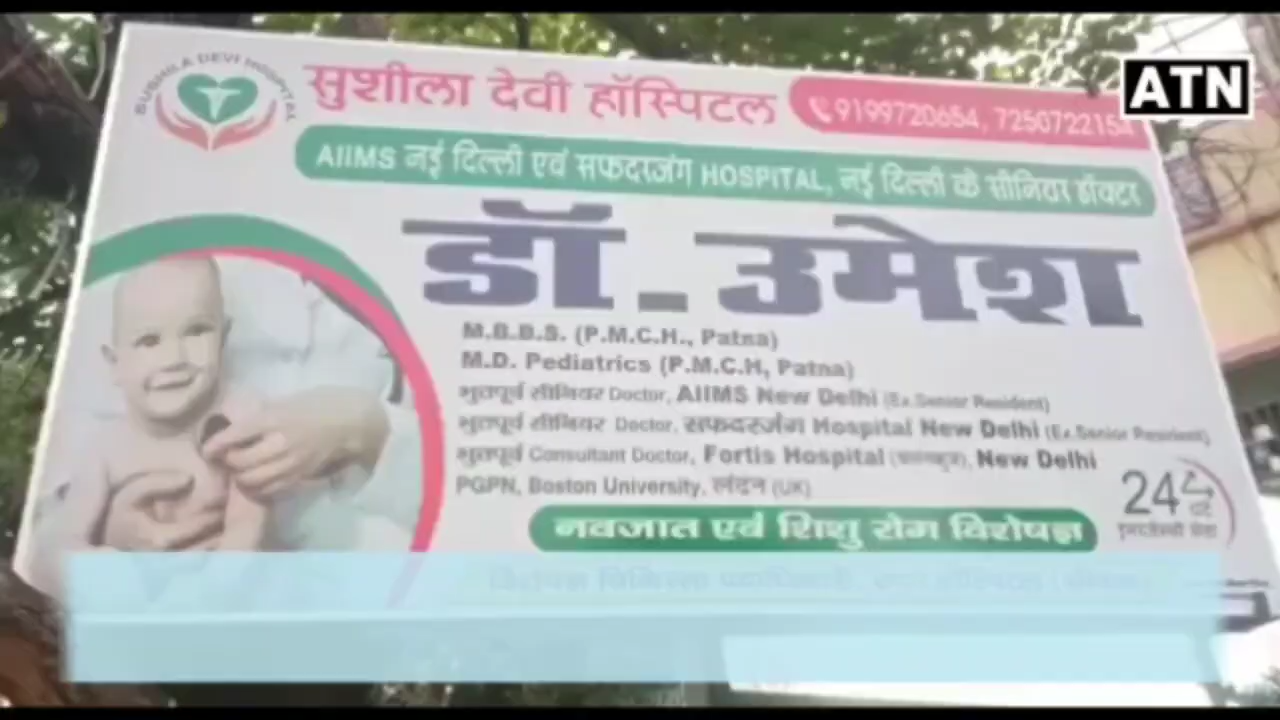 ATN
SUSHILA DEVI HOSPITAL
सुशीला देवी हॉस्पिटल
9199720654, 7250722154
AIIMS नई दिल्ली एवं सफदरजंग HOSPITAL, नई दिल्ली के सीनियर डॉक्टर
डॉ. उमेश
M.B.B.S. (P.M.C.H., Patna)
M.D. Pediatrics (P.M.C.H, Patna)
भुतपूर्व सीनियर Doctor, AIIMS New Delhi (Ex.Senior Resident)
भुतपूर्व सीनियर Doctor, सफदरजंग Hospital New Delhi (Ex.Senior Resident)
भुतपूर्व Consultant Doctor, Fortis Hospital New Delhi
PGPN, Boston University, लंदन (UK)
24 घंटे
इमरजेंसी सेवा
नवजात एवं शिशु रोग विशेषज्ञ